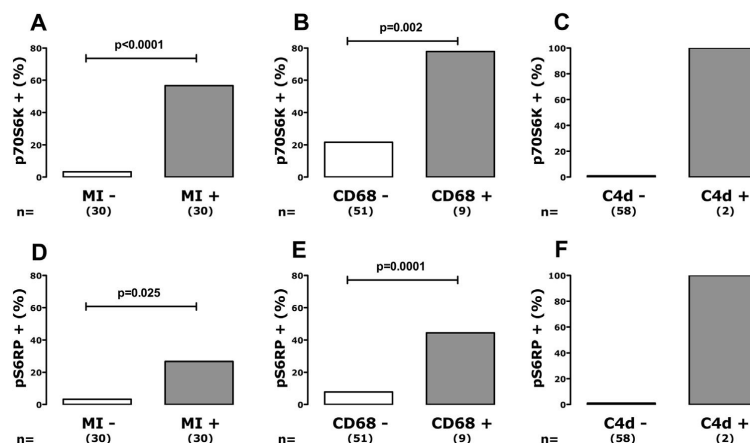 A
p<0.0001
p70S6K + (%)
80
60
40
20
0
MI -
MI +
n=
(30)
(30)
B
p=0.002
p70S6K + (%)
80
60
40
20
0
CD68 -
CD68 +
n=
(51)
(9)
C
p70S6K + (%)
100
80
60
40
20
0
C4d -
C4d +
n=
(58)
(2)
D
p=0.025
pS6RP + (%)
80
60
40
20
0
MI -
MI +
n=
(30)
(30)
E
p=0.0001
pS6RP + (%)
80
60
40
20
0
CD68 -
CD68 +
n=
(51)
(9)
F
pS6RP + (%)
100
80
60
40
20
0
C4d -
C4d +
n=
(58)
(2)